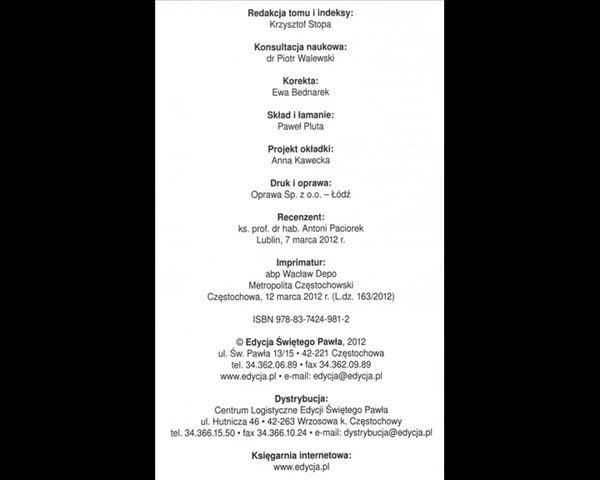 Redakcja tomu i indeksy:
Krzysztof Stopa
Konsultacja naukowa:
dr Piotr Walewski
Korekta:
Ewa Bednarek
Skład i łamanie:
Paweł Pluta
Projekt okładki:
Anna Kawecka
Druk i oprawa:
Oprawa Sp. z o.o. – Łódź
Recenzent:
ks. prof. dr hab. Antoni Paciorek
Lublin, 7 marca 2012 r.
Imprimatur:
abp Wacław Depo
Metropolita Częstochowski
Częstochowa, 12 marca 2012 r. (L.dz. 163/2012)
ISBN 978-83-7424-981-2
© Edycja Świętego Pawła, 2012
ul. Św. Pawła 13/15 • 42-221 Częstochowa
tel. 34.362.06.89 • fax 34.362.09.89
www.edycja.pl • e-mail: edycja@edycja.pl
Dystrybucja:
Centrum Logistyczne Edycji Świętego Pawła
ul. Hutnicza 46 • 42-263 Wrzosowa k. Częstochowy
tel. 34.366.15.50 • fax 34.366.10.24 • e-mail: dystrybucja@edycja.pl
Księgarnia internetowa:
www.edycja.pl